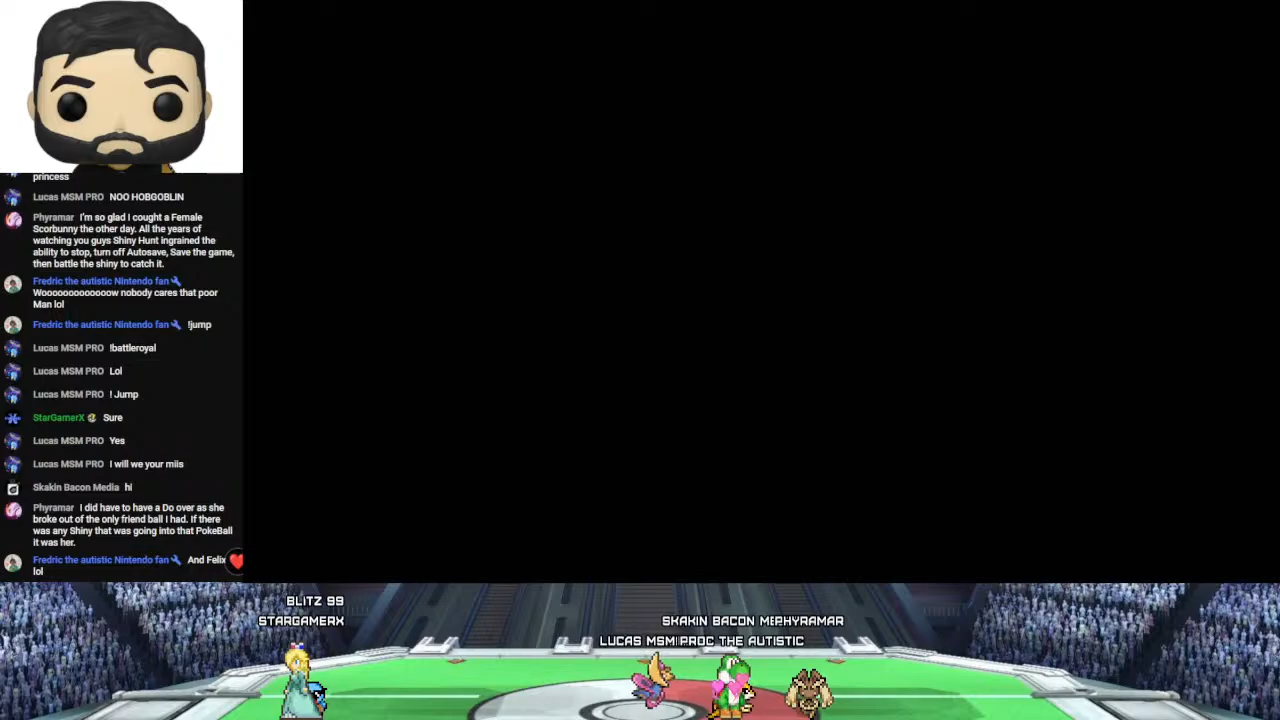 princess
Lucas MSM PRO NOO HOBGOBLIN
Phyramar I'm so glad I cought a Female
Scorbunny the other day. All the years of
watching you guys Shiny Hunt ingrained the
ability to stop, turn off Autosave, Save the game,
then battle the shiny to catch it.
Fredric the autistic Nintendo fan
Woooooooooooow nobody cares that poor
Man lol
Fredric the autistic Nintendo fan !jump
Lucas MSM PRO !battleroyal
Lucas MSM PRO Lol
Lucas MSM PRO ! Jump
StarGamerX Sure
Lucas MSM PRO Yes
Lucas MSM PRO I will we your miis
Skakin Bacon Media hi
Phyramar I did have to have a Do over as she
broke out of the only friend ball I had. If there
was any Shiny that was going into that PokeBall
it was her.
Fredric the autistic Nintendo fan And Felix
lol
BLITZ 99
STARGAMERX
SKAKIN BACON MEPHYRAMAR
LUCAS MSM PROC THE AUTISTIC